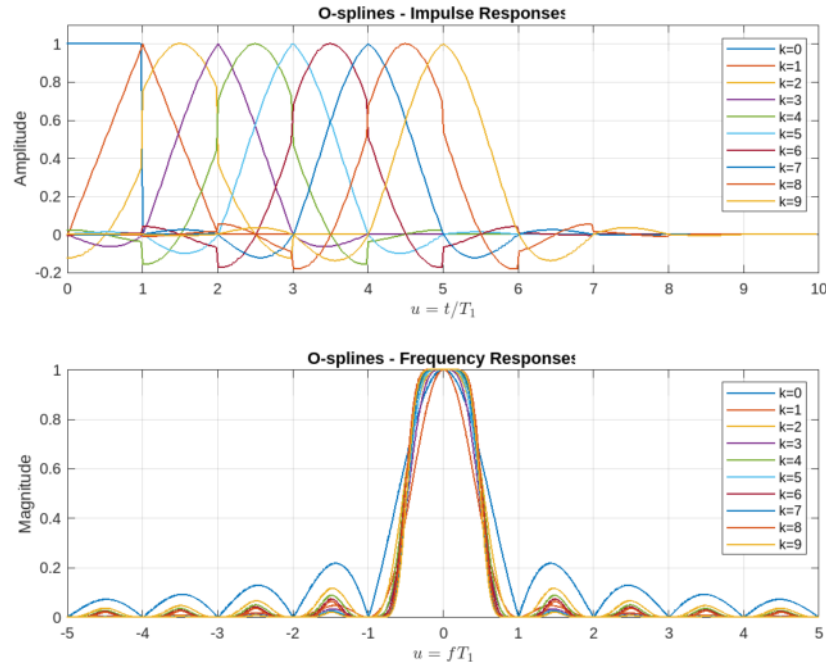 O-splines - Impulse Responses
Amplitude
1
0.8
0.6
0.4
0.2
0
-0.2
0 1 2 3 4 5 6 7 8 9 10
u = t/T₁
k=0
k=1
k=2
k=3
k=4
k=5
k=6
k=7
k=8
k=9
O-splines - Frequency Responses
Magnitude
1
0.8
0.6
0.4
0.2
0
-5 -4 -3 -2 -1 0 1 2 3 4 5
u = fT₁
k=0
k=1
k=2
k=3
k=4
k=5
k=6
k=7
k=8
k=9